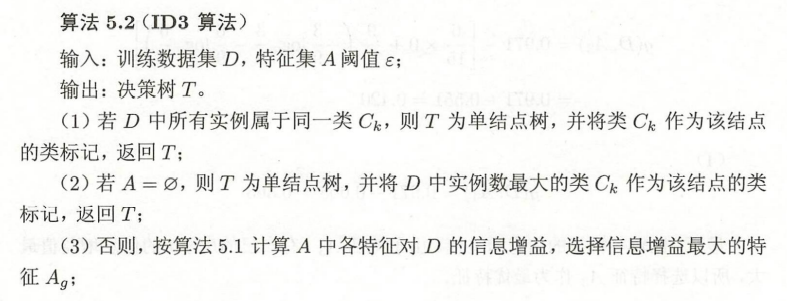 算法 5.2（ID3 算法）
输入：训练数据集 D，特征集 A 阈值 ε；
输出：决策树 T。
（1）若 D 中所有实例属于同一类 Cₖ，则 T 为单结点树，并将类 Cₖ 作为该结点
的类标记，返回 T；
（2）若 A = ∅，则 T 为单结点树，并将 D 中实例数最大的类 Cₖ 作为该结点的类
标记，返回 T；
（3）否则，按算法 5.1 计算 A 中各特征对 D 的信息增益，选择信息增益最大的特
征 A_g；